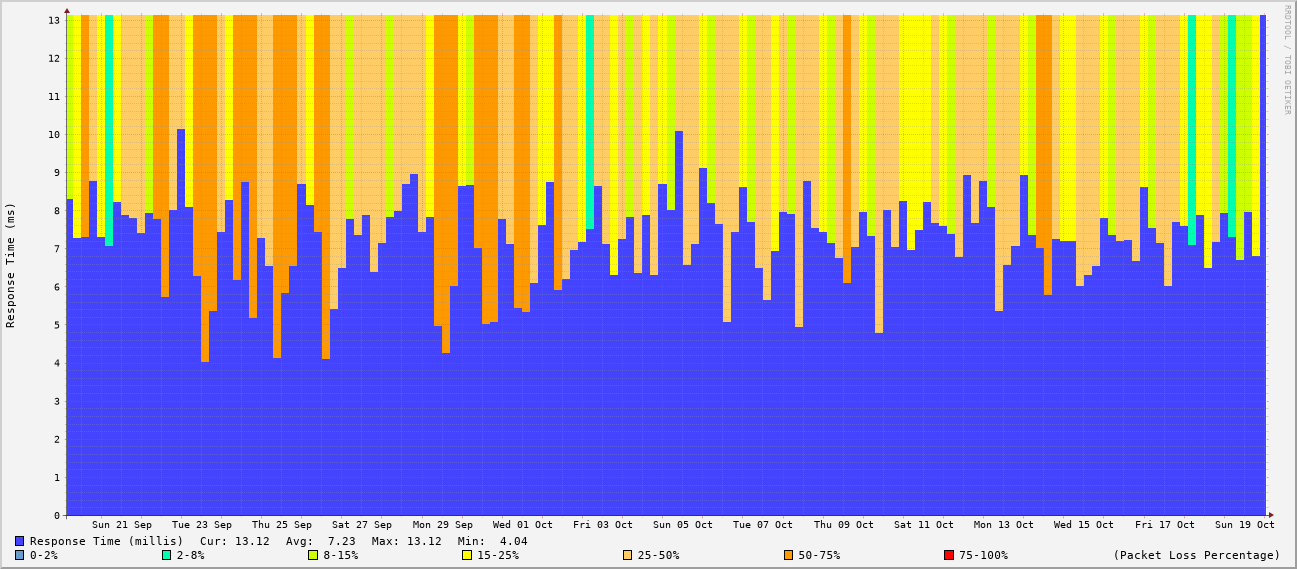 RRDTOOL / TOBI OETIKER
Response Time (ms)
13
12
11
10
9
8
7
6
5
4
3
2
1
0
Sun 21 Sep Tue 23 Sep Thu 25 Sep Sat 27 Sep Mon 29 Sep Wed 01 Oct Fri 03 Oct Sun 05 Oct Tue 07 Oct Thu 09 Oct Sat 11 Oct Mon 13 Oct Wed 15 Oct Fri 17 Oct Sun 19 Oct
Response Time (millis) Cur: 13.12 Avg: 7.23 Max: 13.12 Min: 4.04
0-2% 2-8% 8-15% 15-25% 25-50% 50-75% 75-100% (Packet Loss Percentage)